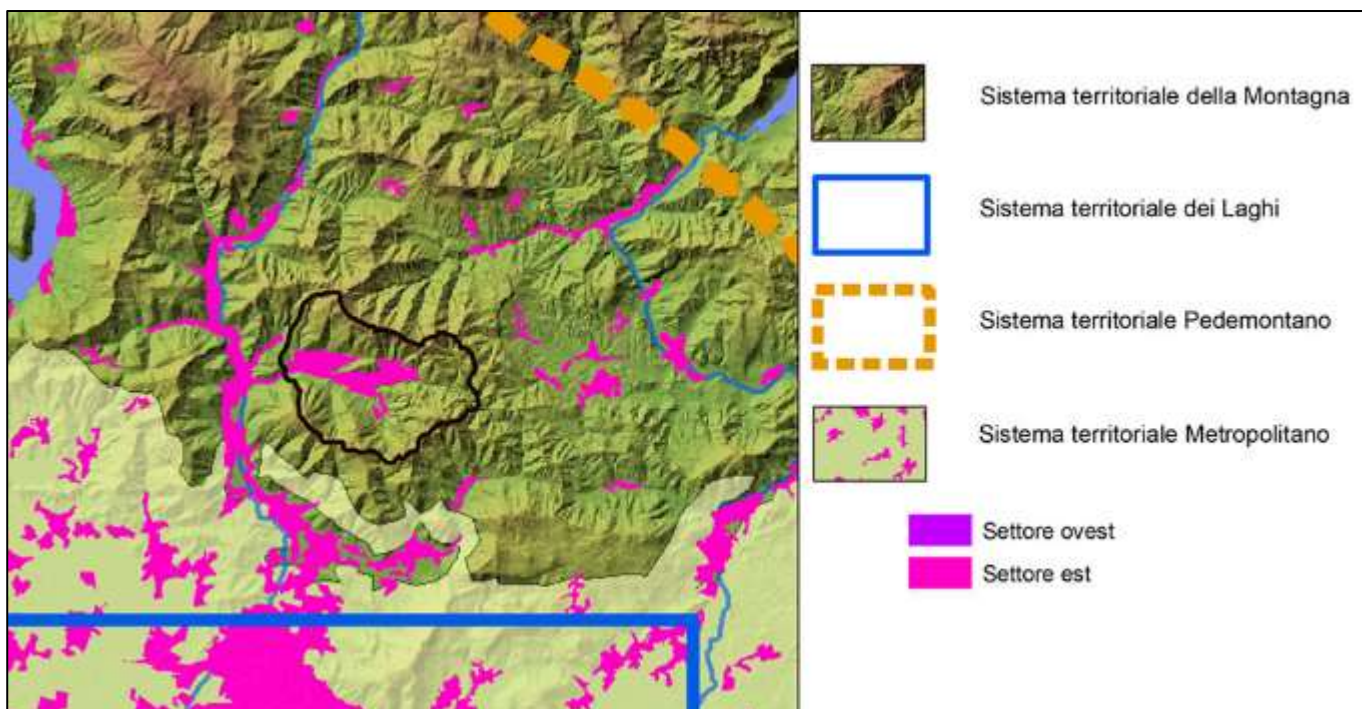 Sistema territoriale della Montagna
Sistema territoriale dei Laghi
Sistema territoriale Pedemontano
Sistema territoriale Metropolitano
Settore ovest
Settore est